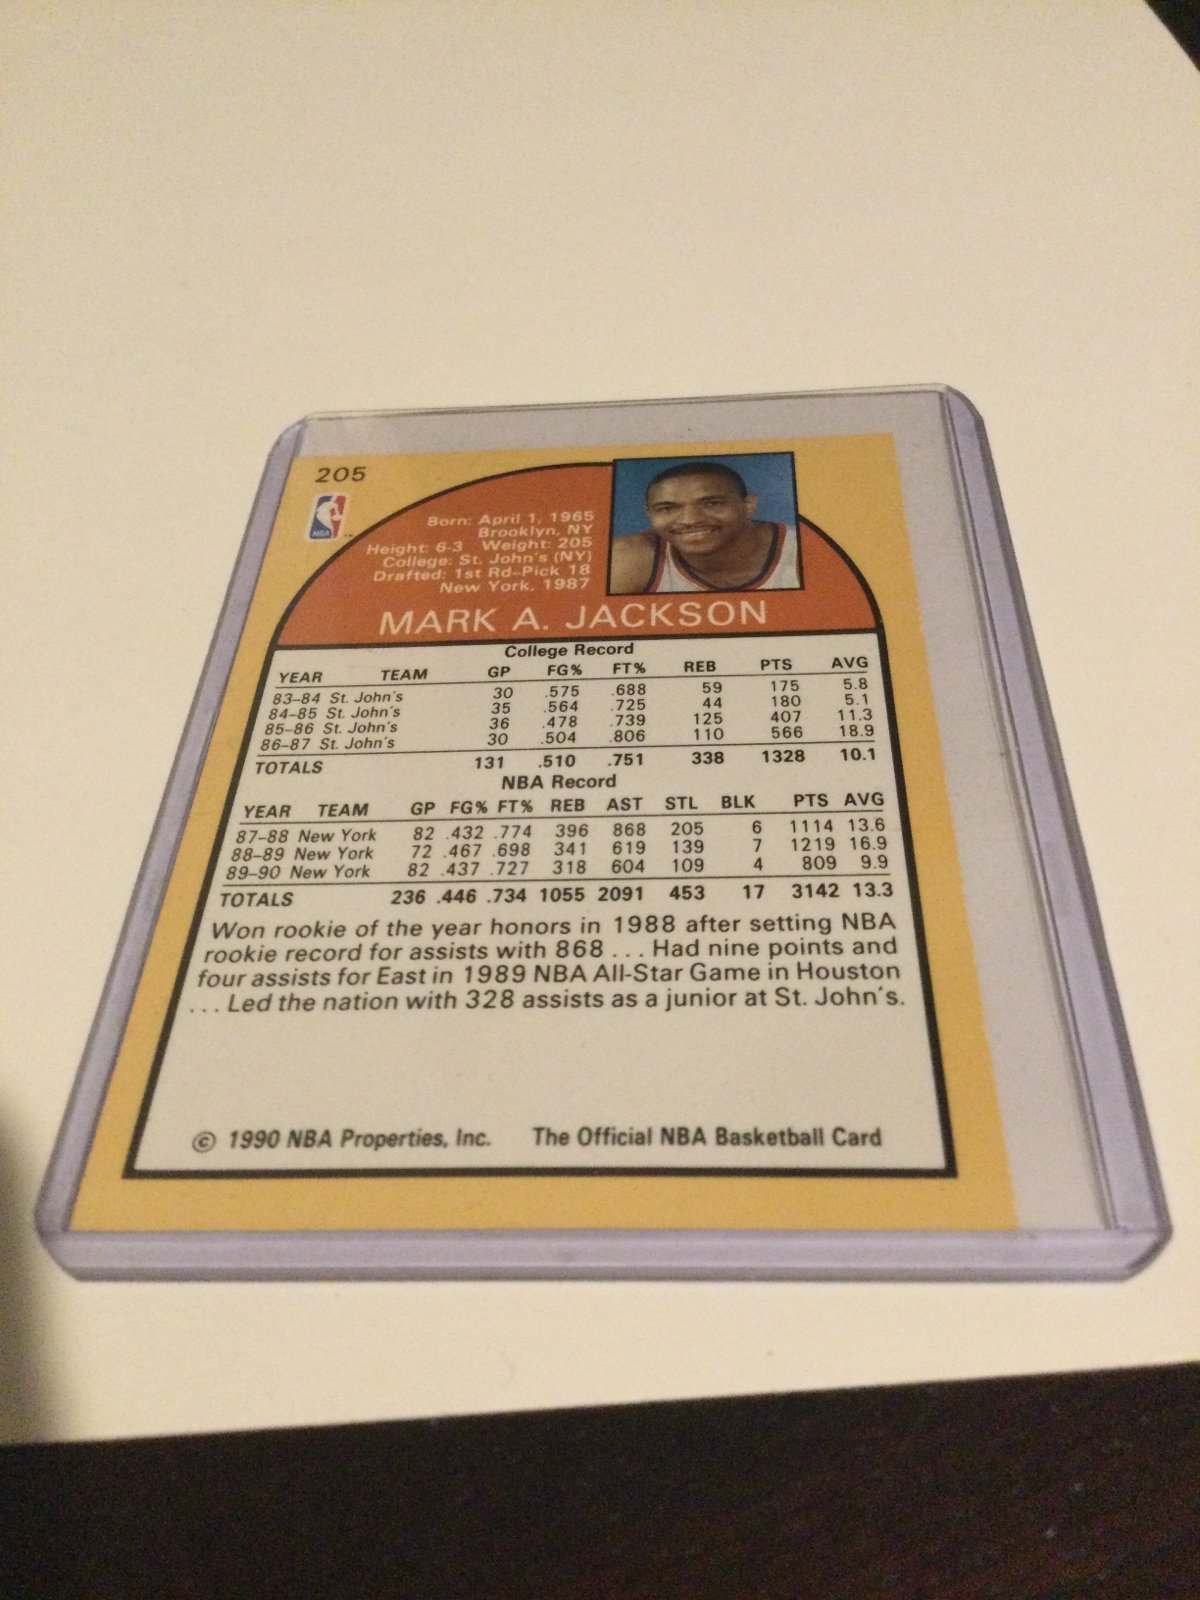 205
NBA
Born: April 1, 1965
Brooklyn, NY
Height: 6-3 Weight: 205
College: St. John's (NY)
Drafted: 1st Rd-Pick 18
New York, 1987
MARK A. JACKSON
College Record
YEAR TEAM GP FG% FT% REB PTS AVG
83-84 St. John's 30 .575 .688 59 175 5.8
84-85 St. John's 35 .564 .725 44 180 5.1
85-86 St. John's 36 .478 .739 125 407 11.3
86-87 St. John's 30 .504 .806 110 566 18.9
TOTALS 131 .510 .751 338 1328 10.1
NBA Record
YEAR TEAM GP FG% FT% REB AST STL BLK PTS AVG
87-88 New York 82 .432 .774 396 868 205 6 1114 13.6
88-89 New York 72 .467 .698 341 619 139 7 1219 16.9
89-90 New York 82 .437 .727 318 604 109 4 809 9.9
TOTALS 236 .446 .734 1055 2091 453 17 3142 13.3
Won rookie of the year honors in 1988 after setting NBA
rookie record for assists with 868 ... Had nine points and
four assists for East in 1989 NBA All-Star Game in Houston
... Led the nation with 328 assists as a junior at St. John's.
© 1990 NBA Properties, Inc. The Official NBA Basketball Card